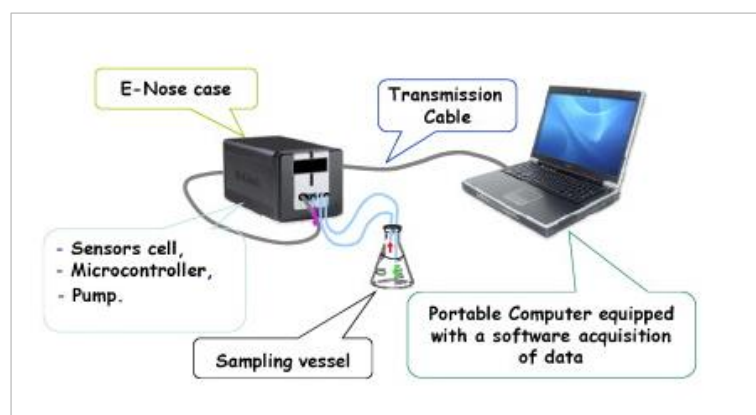 E-Nose case
Transmission
Cable
- Sensors cell,
- Microcontroller,
- Pump.
Sampling vessel
Portable Computer equipped
with a software acquisition
of data